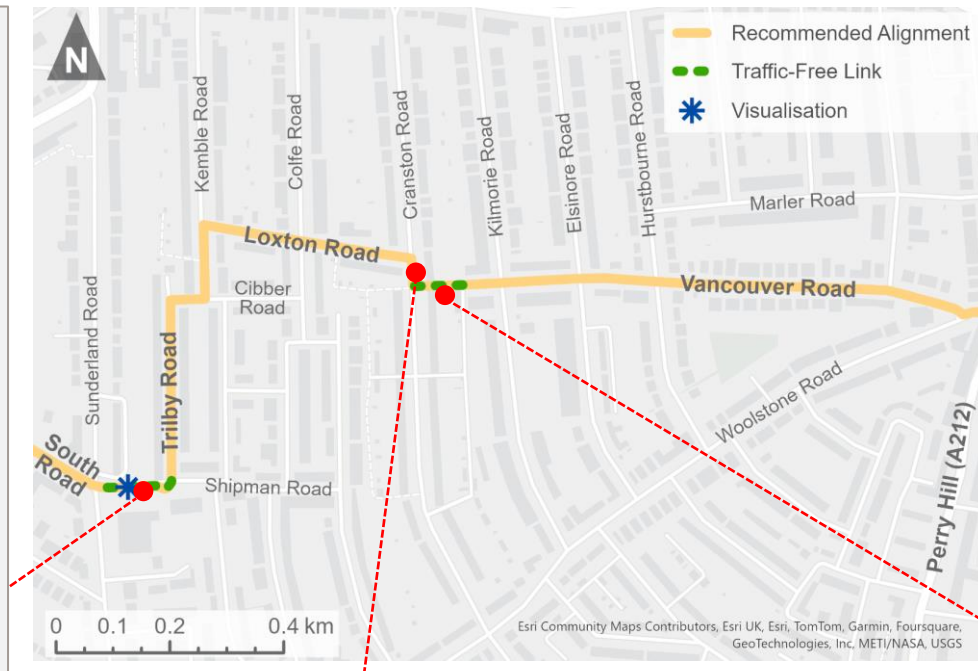 N
Recommended Alignment
Traffic-Free Link
Visualisation
Kemble Road
Colfe Road
Cranston Road
Kilmorie Road
Elsinore Road
Hurstbourne Road
Marler Road
Loxton Road
Cibber
Road
Vancouver Road
Sunderland Road
Trilby Road
Woolstone Road
South
Road
Shipman Road
Perry Hill (A212)
0 0.1 0.2 0.4 km
Esri Community Maps Contributors, Esri UK, Esri, TomTom, Garmin, Foursquare,
GeoTechnologies, Inc, METI/NASA, USGS